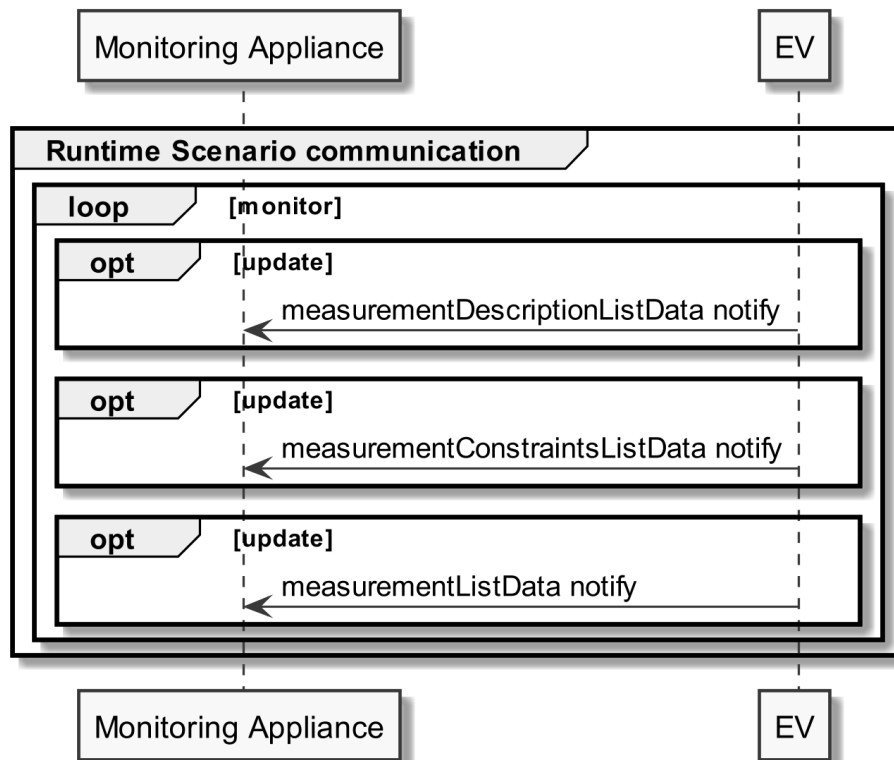 Monitoring Appliance EV
Runtime Scenario communication
loop [monitor]
opt [update]
measurementDescriptionListData notify
opt [update]
measurementConstraintsListData notify
opt [update]
measurementListData notify
Monitoring Appliance EV